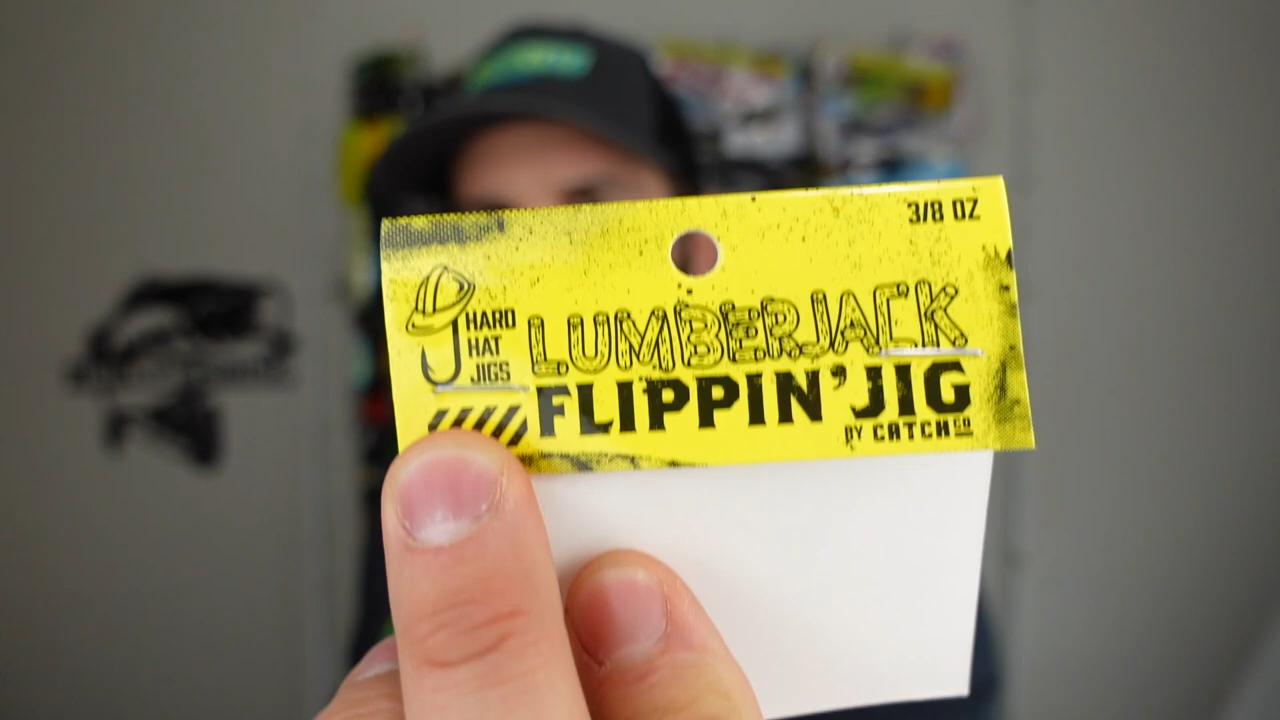 3/8 OZ
HARD
HAT
JIGS
LUMBERJACK
FLIPPIN' JIG
BY CATCH CO